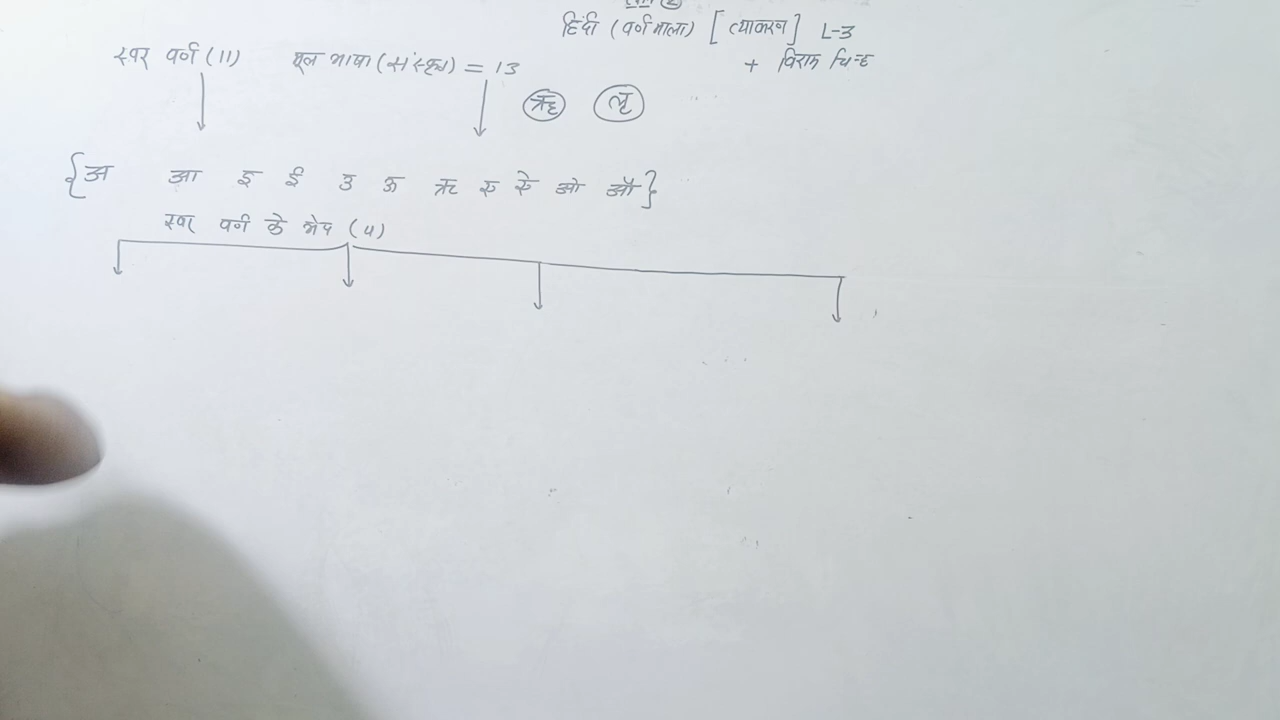 हिंदी (वर्णमाला) [व्याकरण] L-3
स्वर वर्ण (11) मूल भाषा (संस्कृत) = 13 + विराम चिन्ह
ॠ ऌ
{अ आ इ ई उ ऊ ऋ ए ऐ ओ औ}
स्वर वर्ण के भेद (4)